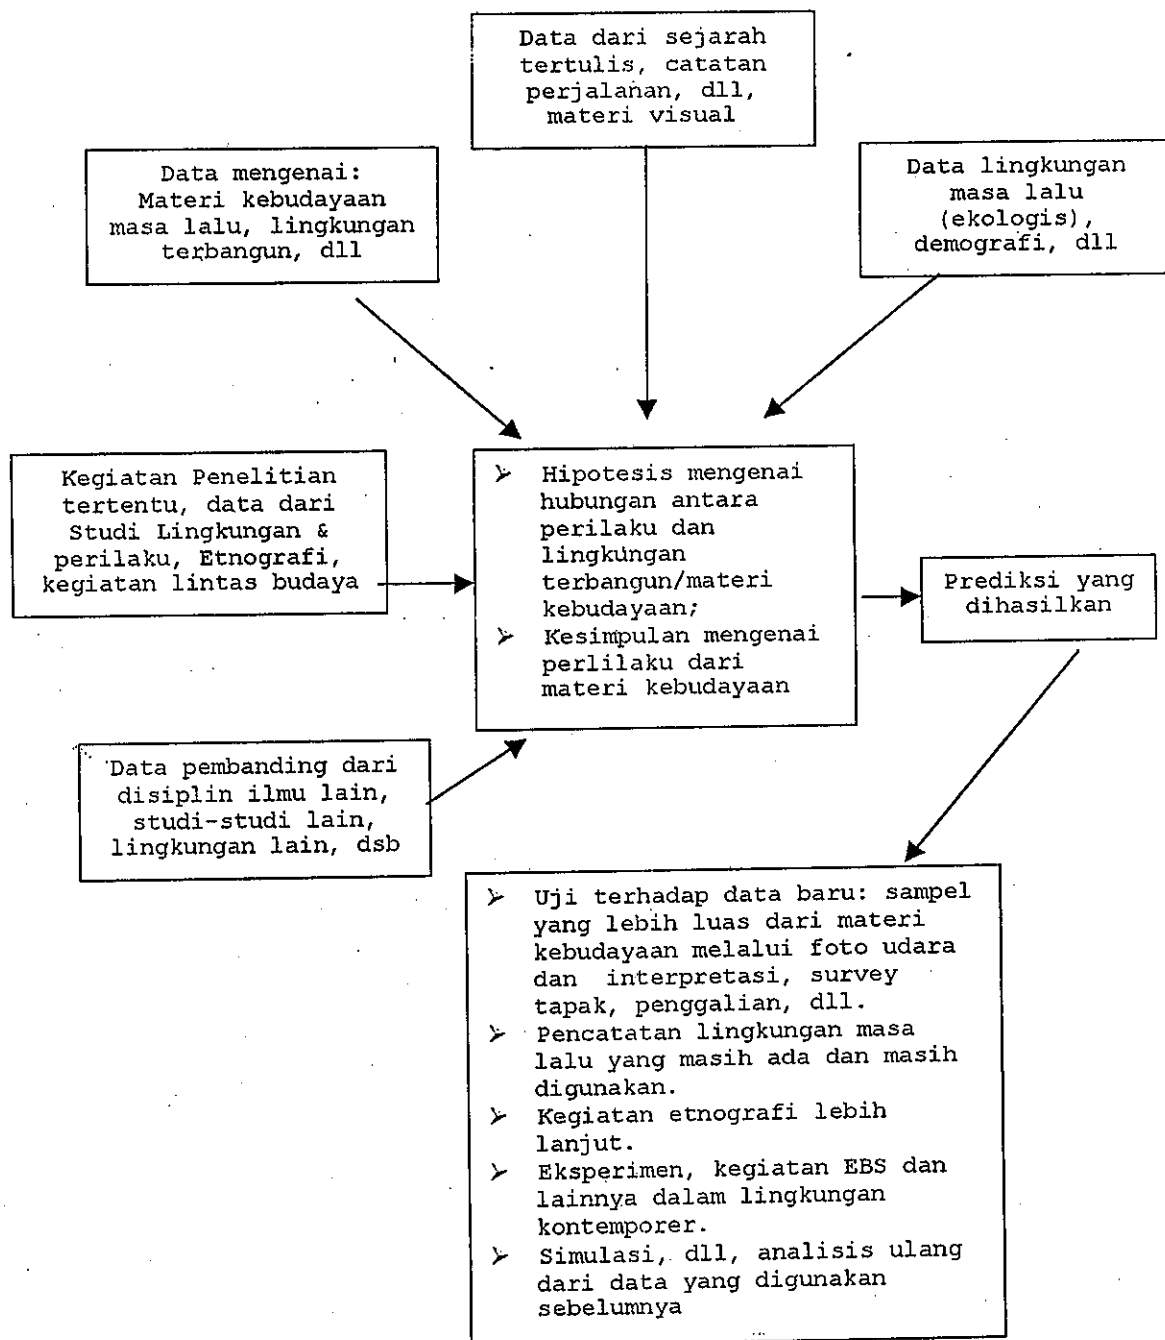 Data dari sejarah
tertulis, catatan
perjalanan, dll,
materi visual
Data mengenai:
Materi kebudayaan
masa lalu, lingkungan
terbangun, dll
Data lingkungan
masa lalu
(ekologis),
demografi, dll
Kegiatan Penelitian
tertentu, data dari
Studi Lingkungan &
perilaku, Etnografi,
kegiatan lintas budaya
➢ Hipotesis mengenai
hubungan antara
perilaku dan
lingkungan
terbangun/materi
kebudayaan;
➢ Kesimpulan mengenai
perlilaku dari
materi kebudayaan
Prediksi yang
dihasilkan
Data pembanding dari
disiplin ilmu lain,
studi-studi lain,
lingkungan lain, dsb
➢ Uji terhadap data baru: sampel
yang lebih luas dari materi
kebudayaan melalui foto udara
dan interpretasi, survey
tapak, penggalian, dll.
➢ Pencatatan lingkungan masa
lalu yang masih ada dan masih
digunakan.
➢ Kegiatan etnografi lebih
lanjut.
➢ Eksperimen, kegiatan EBS dan
lainnya dalam lingkungan
kontemporer.
➢ Simulasi, dll, analisis ulang
dari data yang digunakan
sebelumnya